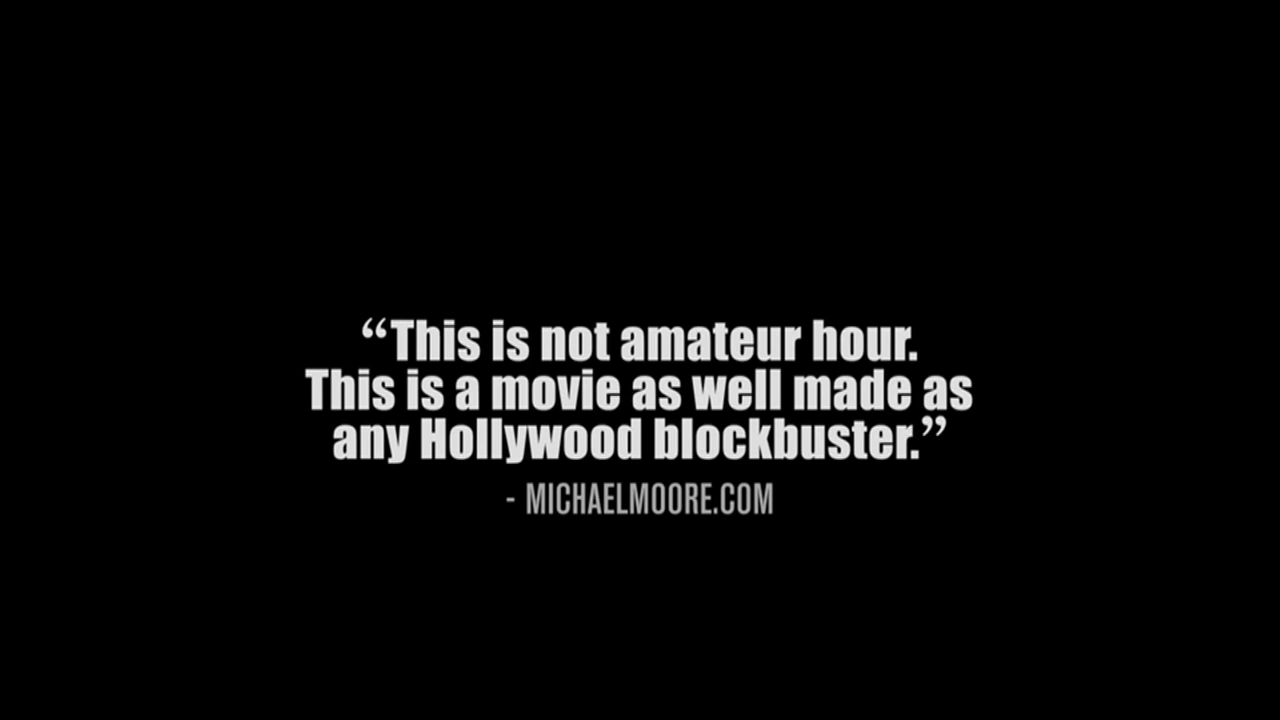 “This is not amateur hour.
This is a movie as well made as
any Hollywood blockbuster.”
- MICHAELMOORE.COM